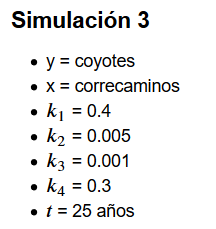 Simulación 3
• y = coyotes
• x = correcaminos
• k₁ = 0.4
• k₂ = 0.005
• k₃ = 0.001
• k₄ = 0.3
• t = 25 años